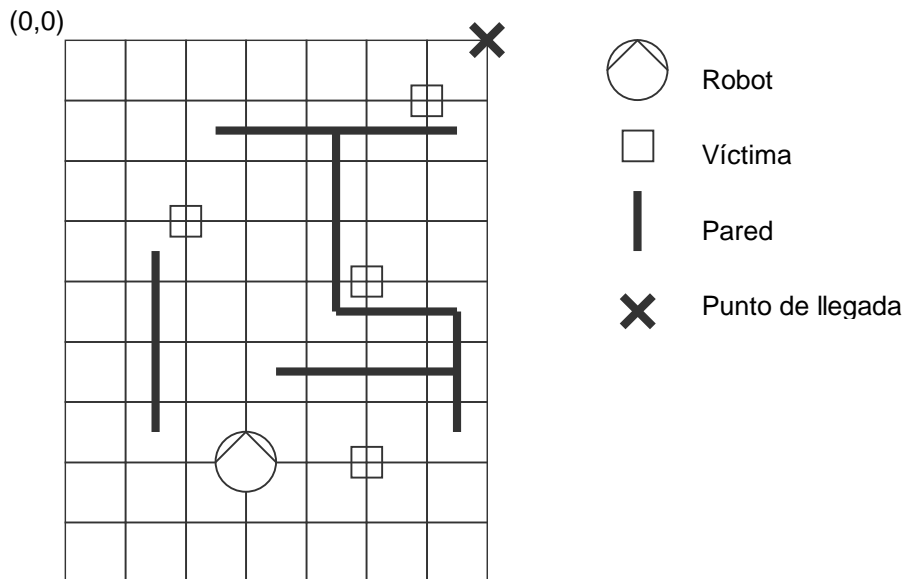 (0,0)
Robot
Víctima
Pared
Punto de llegada